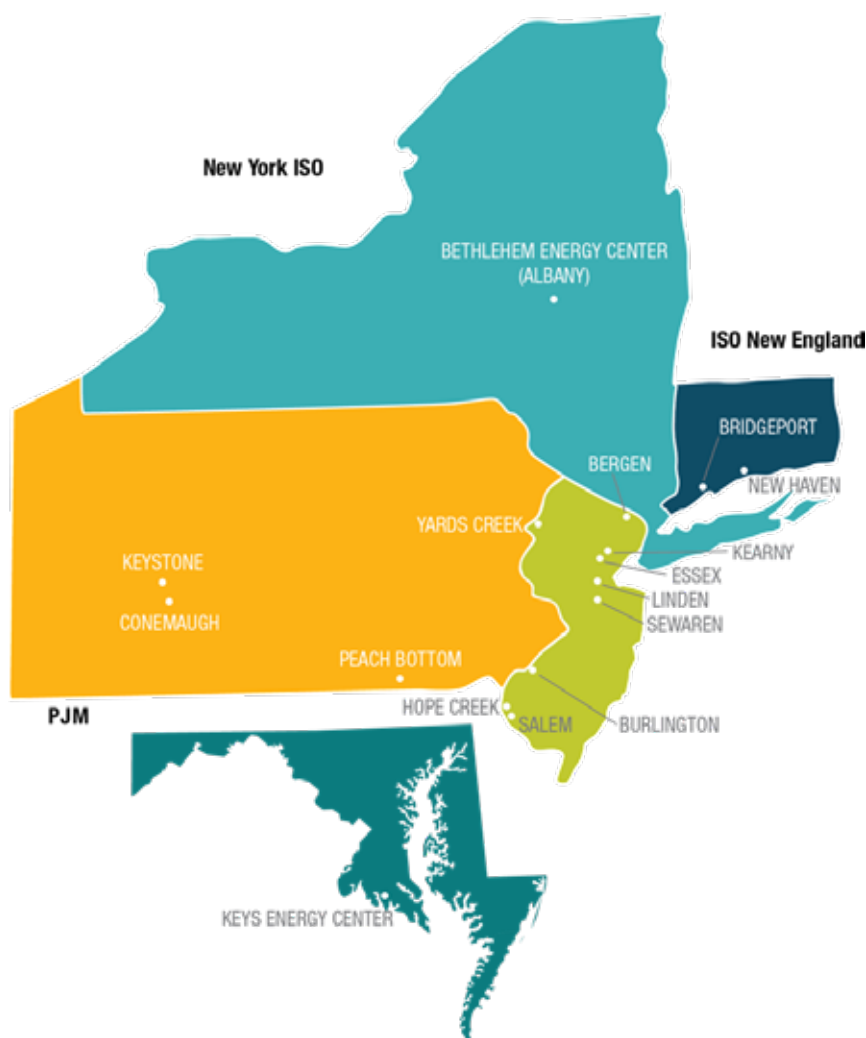 New York ISO
BETHLEHEM ENERGY CENTER
(ALBANY)
ISO New England
BRIDGEPORT
BERGEN
NEW HAVEN
YARDS CREEK
KEARNY
KEYSTONE
ESSEX
LINDEN
CONEMAUGH
SEWAREN
PEACH BOTTOM
HOPE CREEK
PJM
SALEM
BURLINGTON
KEYS ENERGY CENTER